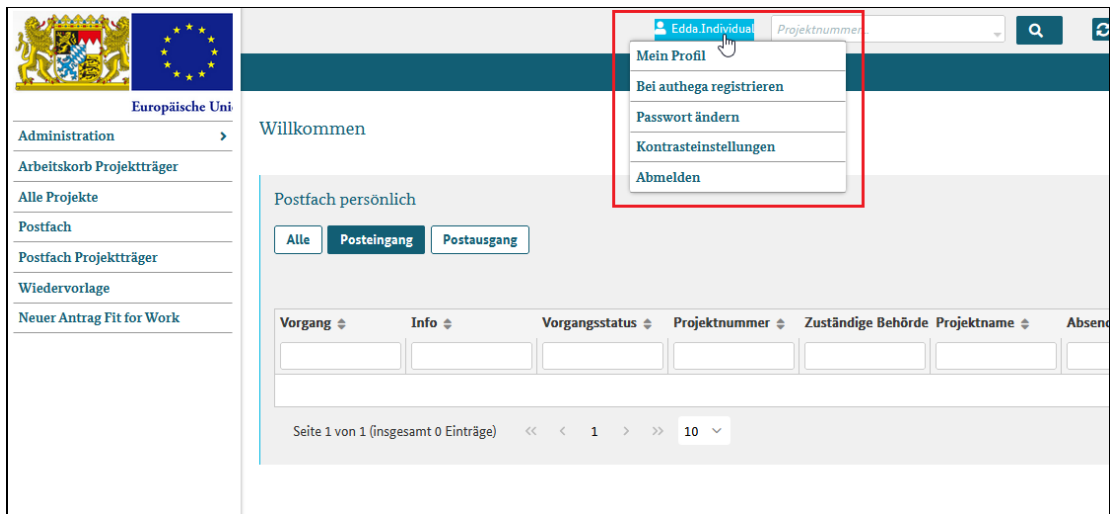 Edda.Individual
Projektnummer..
Mein Profil
Bei authega registrieren
Passwort ändern
Kontrasteinstellungen
Abmelden
Europäische Uni
Administration
Arbeitskorb Projektträger
Alle Projekte
Postfach
Postfach Projektträger
Wiedervorlage
Neuer Antrag Fit for Work
Willkommen
Postfach persönlich
Alle Posteingang Postausgang
Vorgang Info Vorgangsstatus Projektnummer Zuständige Behörde Projektname Absend
Seite 1 von 1 (insgesamt 0 Einträge) << < 1 > >> 10